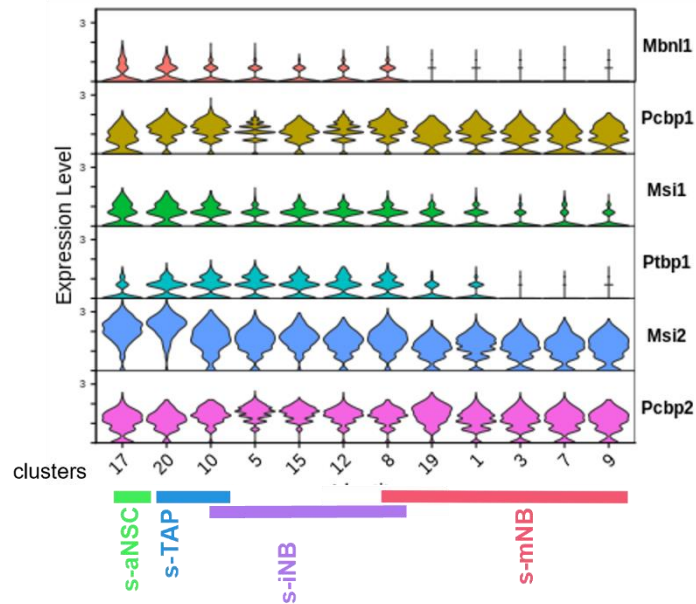 3
Mbnl1
3
Pcbp1
3
Msi1
3
Ptbp1
3
Msi2
3
Pcbp2
Expression Level
clusters
17 20 10 5 15 12 8 19 1 3 7 9
s-aNSC
s-TAP
s-iNB
s-mNB